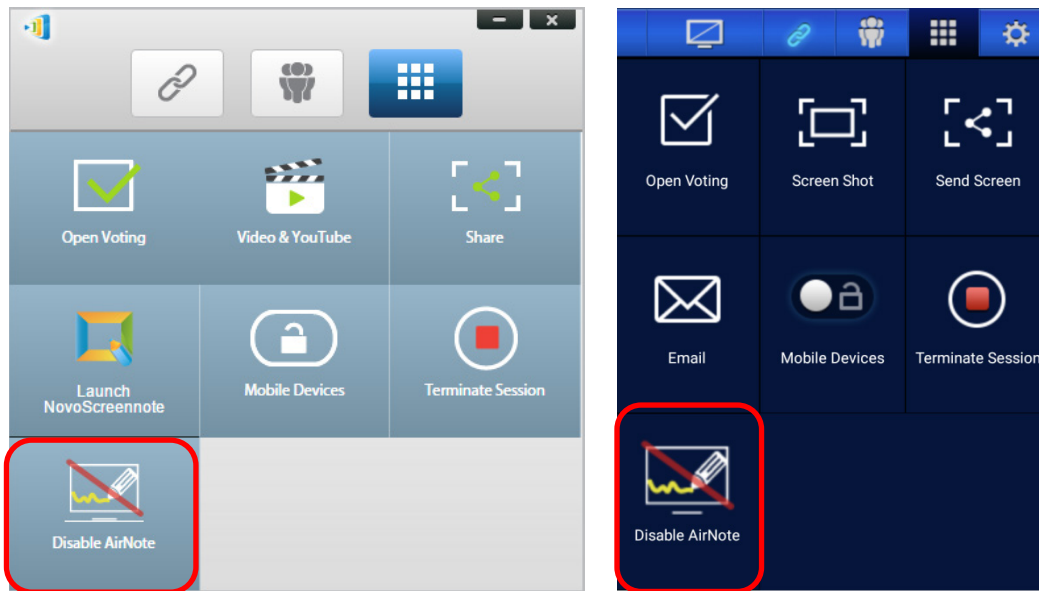 Open Voting
Video & YouTube
Share
Launch
NovoScreennote
Mobile Devices
Terminate Session
Disable AirNote
Open Voting
Screen Shot
Send Screen
Email
Mobile Devices
Terminate Session
Disable AirNote